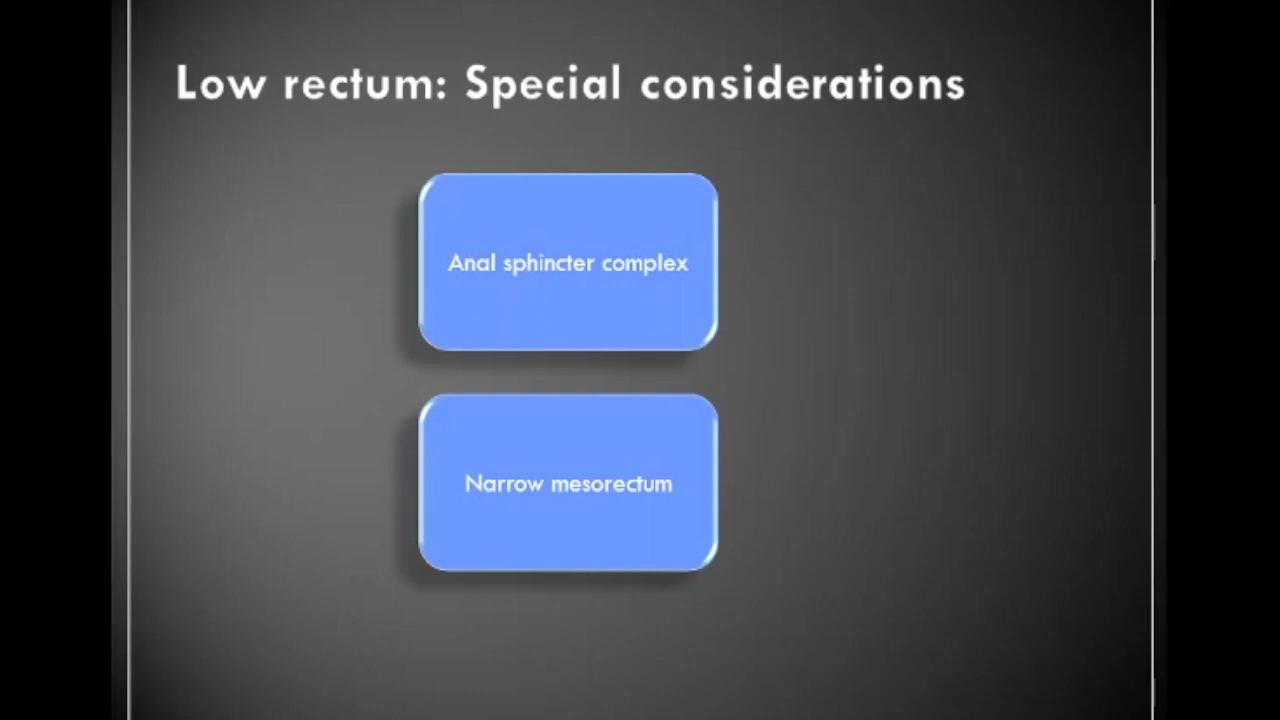 Low rectum: Special considerations
Anal sphincter complex
Narrow mesorectum